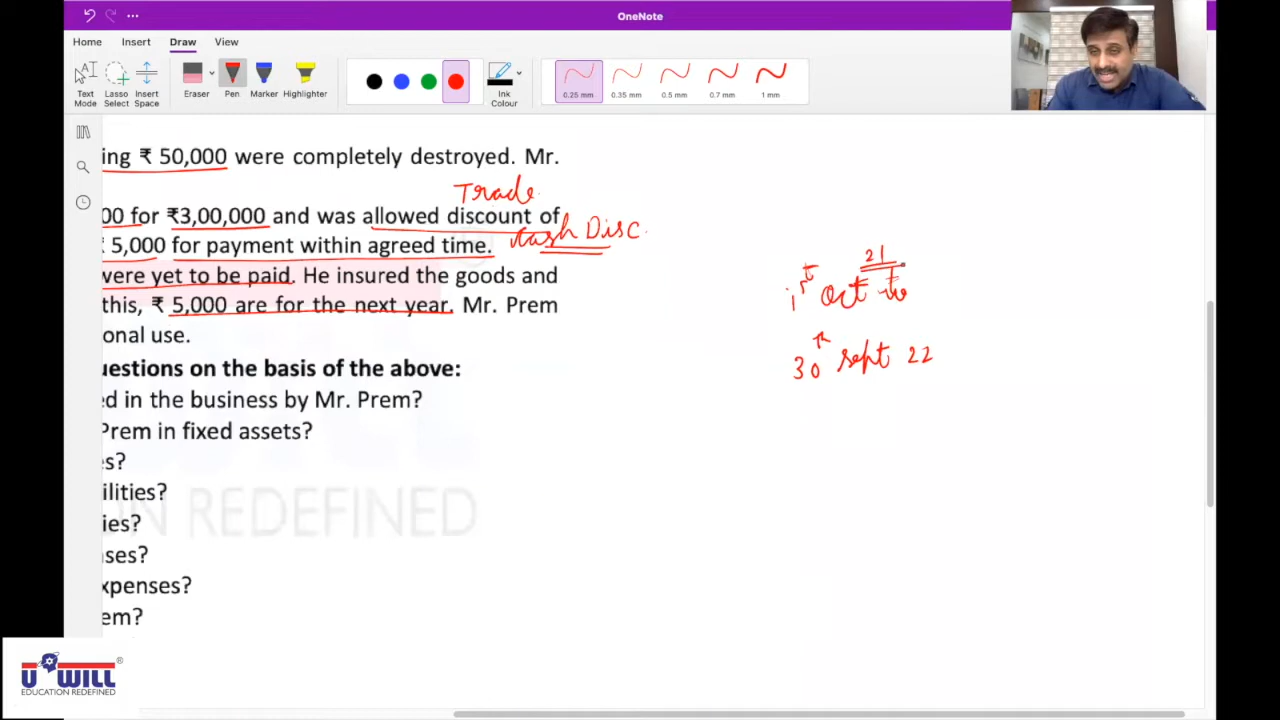 OneNote
Home Insert Draw View
Text Mode
Lasso Select
Insert Space
Eraser
Pen
Marker
Highlighter
Ink Colour
0.25 mm
0.35 mm
0.5 mm
0.7 mm
1 mm
ing ₹ 50,000 were completely destroyed. Mr.
Trade
00 for ₹3,00,000 and was allowed discount of
Cash Disc.
₹ 5,000 for payment within agreed time.
were yet to be paid. He insured the goods and
this, ₹ 5,000 are for the next year. Mr. Prem
onal use.
uestions on the basis of the above:
ed in the business by Mr. Prem?
Prem in fixed assets?
es?
ilities?
ies?
ses?
xpenses?
em?
21
1st Oct to
30th sept 22
ON REDEFINED
U WILL
EDUCATION REDEFINED
®